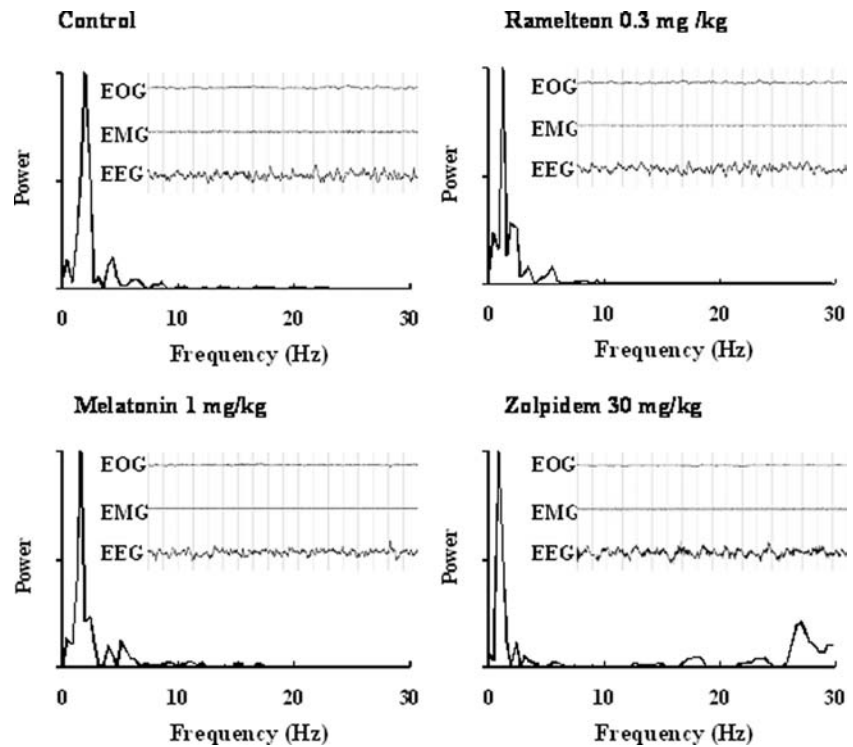 Control
Power
EOG
EMG
EEG
0 10 20 30
Frequency (Hz)
Ramelteon 0.3 mg /kg
Power
EOG
EMG
EEG
0 10 20 30
Frequency (Hz)
Melatonin 1 mg/kg
Power
EOG
EMG
EEG
0 10 20 30
Frequency (Hz)
Zolpidem 30 mg/kg
Power
EOG
EMG
EEG
0 10 20 30
Frequency (Hz)